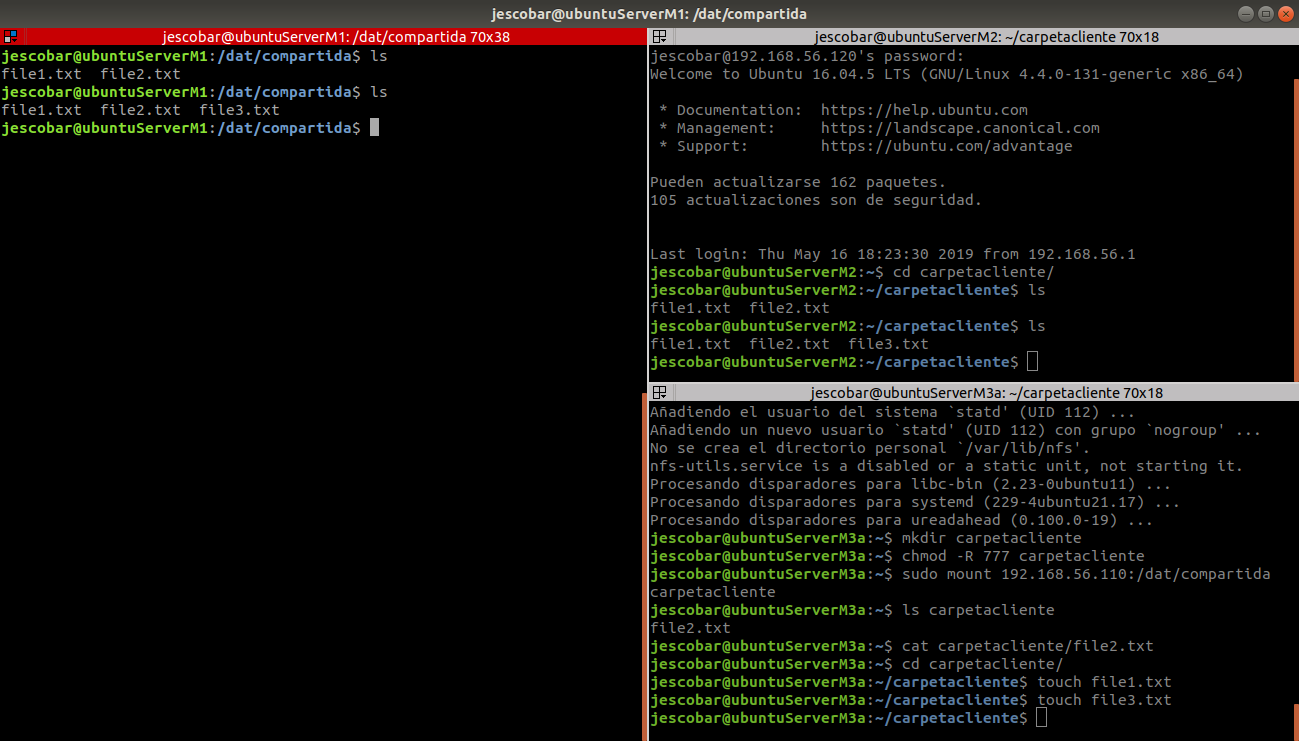 jescobar@ubuntuServerM1: /dat/compartida
jescobar@ubuntuServerM1: /dat/compartida 70x38
jescobar@ubuntuServerM1:/dat/compartida$ ls
file1.txt  file2.txt
jescobar@ubuntuServerM1:/dat/compartida$ ls
file1.txt  file2.txt  file3.txt
jescobar@ubuntuServerM1:/dat/compartida$
jescobar@ubuntuServerM2: ~/carpetacliente 70x18
jescobar@192.168.56.120's password:
Welcome to Ubuntu 16.04.5 LTS (GNU/Linux 4.4.0-131-generic x86_64)
 * Documentation:  https://help.ubuntu.com
 * Management:     https://landscape.canonical.com
 * Support:        https://ubuntu.com/advantage
Pueden actualizarse 162 paquetes.
105 actualizaciones son de seguridad.
Last login: Thu May 16 18:23:30 2019 from 192.168.56.1
jescobar@ubuntuServerM2:~$ cd carpetacliente/
jescobar@ubuntuServerM2:~/carpetacliente$ ls
file1.txt  file2.txt
jescobar@ubuntuServerM2:~/carpetacliente$ ls
file1.txt  file2.txt  file3.txt
jescobar@ubuntuServerM2:~/carpetacliente$
jescobar@ubuntuServerM3a: ~/carpetacliente 70x18
Añadiendo el usuario del sistema `statd' (UID 112) ...
Añadiendo un nuevo usuario `statd' (UID 112) con grupo `nogroup' ...
No se crea el directorio personal `/var/lib/nfs'.
nfs-utils.service is a disabled or a static unit, not starting it.
Procesando disparadores para libc-bin (2.23-0ubuntu11) ...
Procesando disparadores para systemd (229-4ubuntu21.17) ...
Procesando disparadores para ureadahead (0.100.0-19) ...
jescobar@ubuntuServerM3a:~$ mkdir carpetacliente
jescobar@ubuntuServerM3a:~$ chmod -R 777 carpetacliente
jescobar@ubuntuServerM3a:~$ sudo mount 192.168.56.110:/dat/compartida
carpetacliente
jescobar@ubuntuServerM3a:~$ ls carpetacliente
file2.txt
jescobar@ubuntuServerM3a:~$ cat carpetacliente/file2.txt
jescobar@ubuntuServerM3a:~$ cd carpetacliente/
jescobar@ubuntuServerM3a:~/carpetacliente$ touch file1.txt
jescobar@ubuntuServerM3a:~/carpetacliente$ touch file3.txt
jescobar@ubuntuServerM3a:~/carpetacliente$